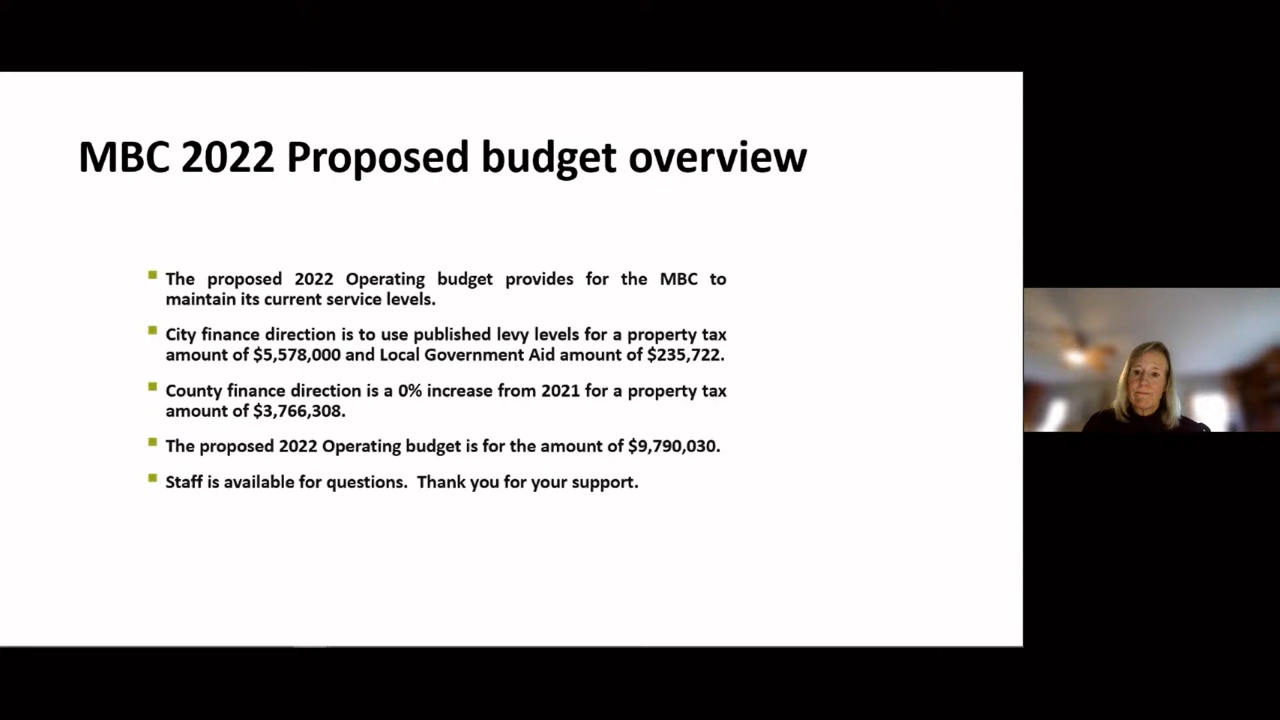 MBC 2022 Proposed budget overview
The proposed 2022 Operating budget provides for the MBC to
maintain its current service levels.
City finance direction is to use published levy levels for a property tax
amount of $5,578,000 and Local Government Aid amount of $235,722.
County finance direction is a 0% increase from 2021 for a property tax
amount of $3,766,308.
The proposed 2022 Operating budget is for the amount of $9,790,030.
Staff is available for questions.  Thank you for your support.